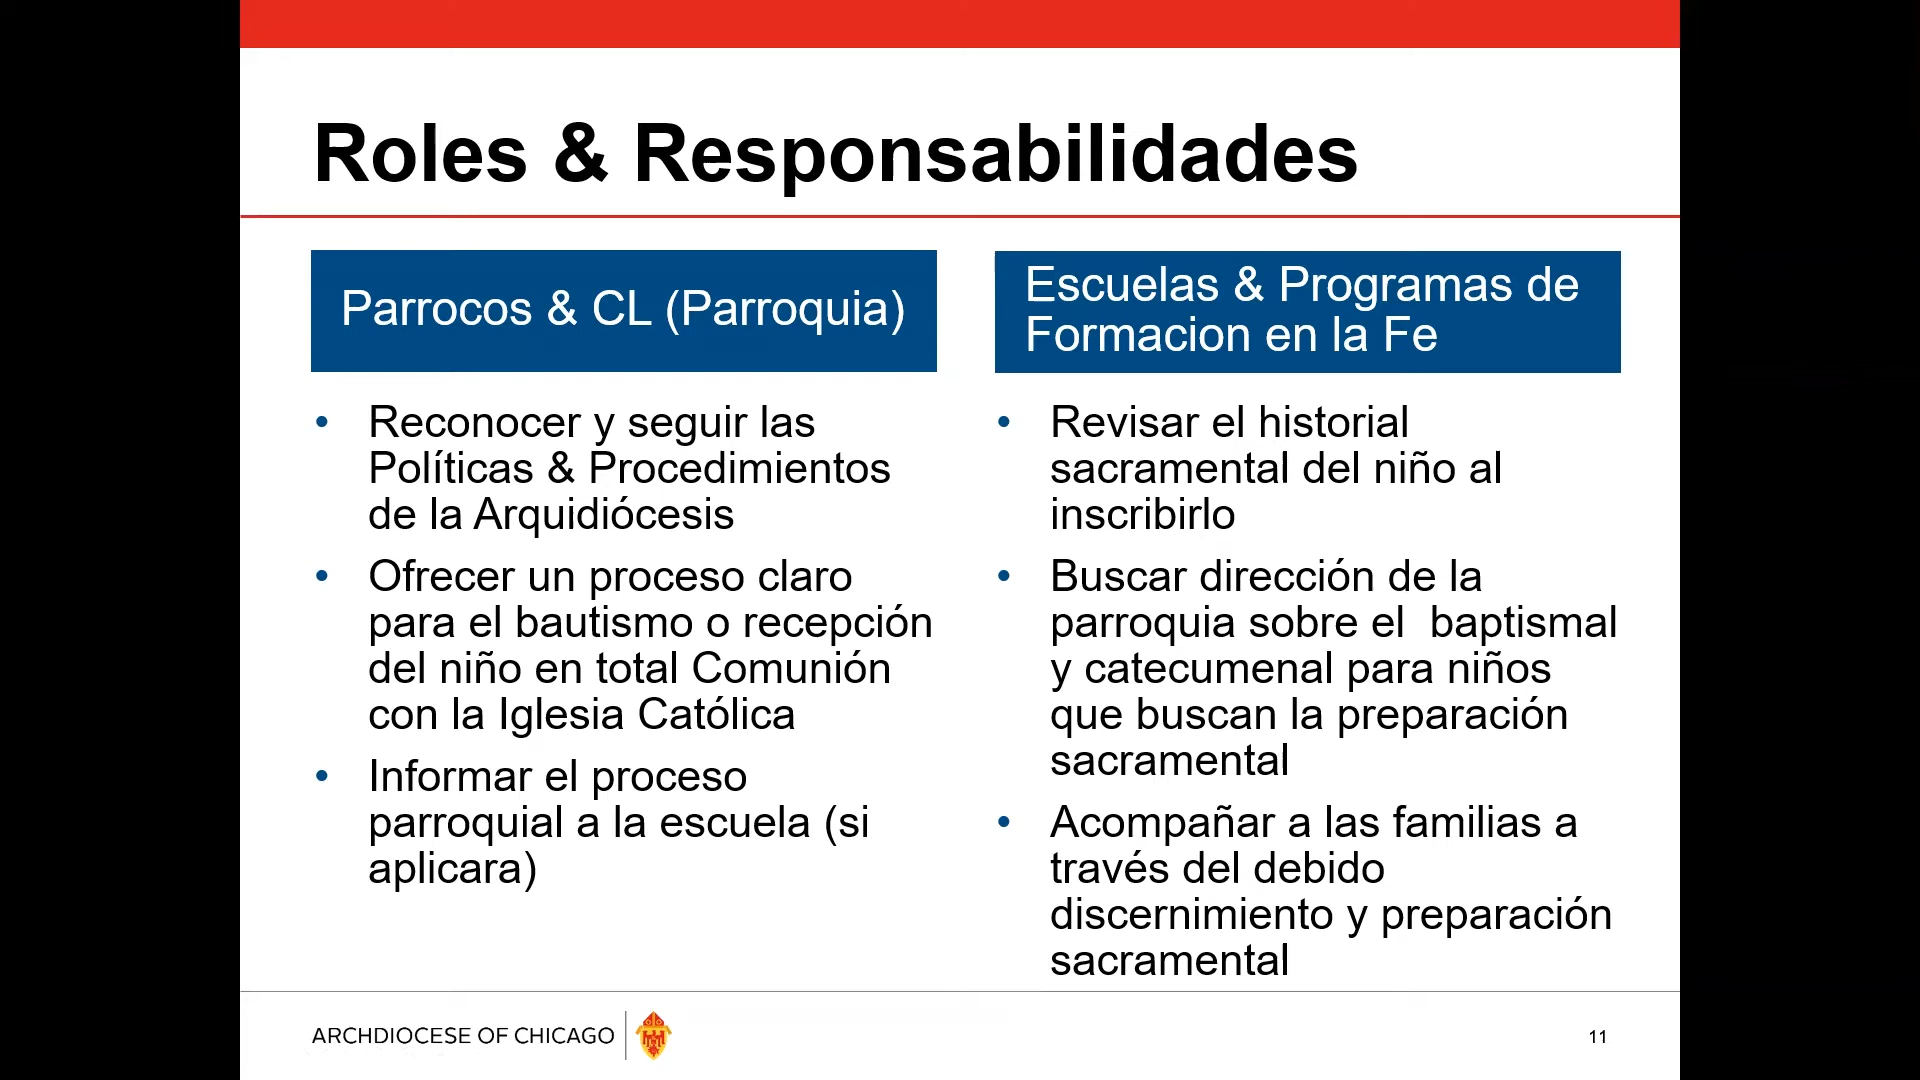 Roles & Responsabilidades
Parrocos & CL (Parroquia)
Reconocer y seguir las
Políticas & Procedimientos
de la Arquidiócesis
Ofrecer un proceso claro
para el bautismo o recepción
del niño en total Comunión
con la Iglesia Católica
Informar el proceso
parroquial a la escuela (si
aplicara)
Escuelas & Programas de
Formacion en la Fe
Revisar el historial
sacramental del niño al
inscribirlo
Buscar dirección de la
parroquia sobre el  baptismal
y catecumenal para niños
que buscan la preparación
sacramental
Acompañar a las familias a
través del debido
discernimiento y preparación
sacramental
ARCHDIOCESE OF CHICAGO
11